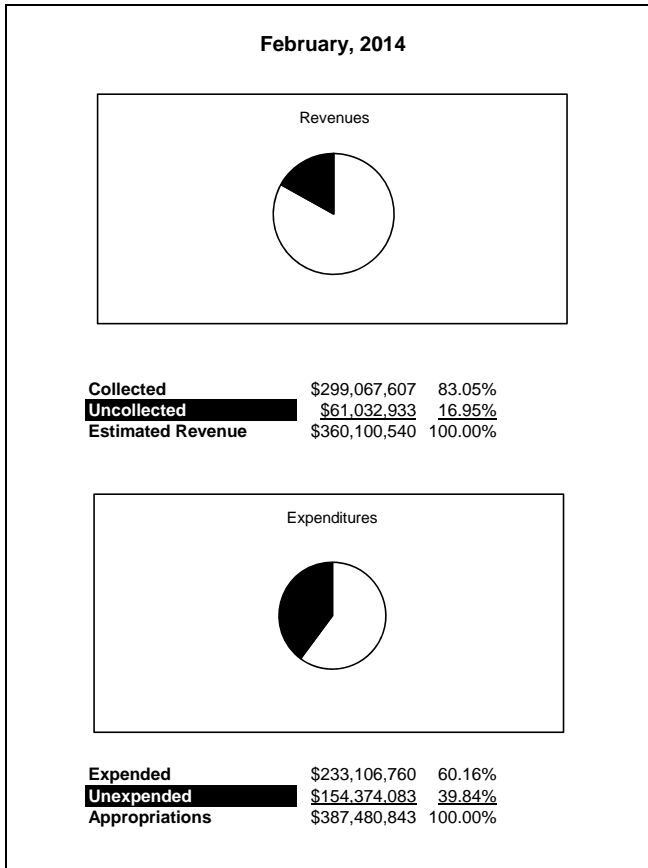 February, 2014
Revenues
Collected $299,067,607 83.05%
Uncollected $61,032,933 16.95%
Estimated Revenue $360,100,540 100.00%
Expenditures
Expended $233,106,760 60.16%
Unexpended $154,374,083 39.84%
Appropriations $387,480,843 100.00%